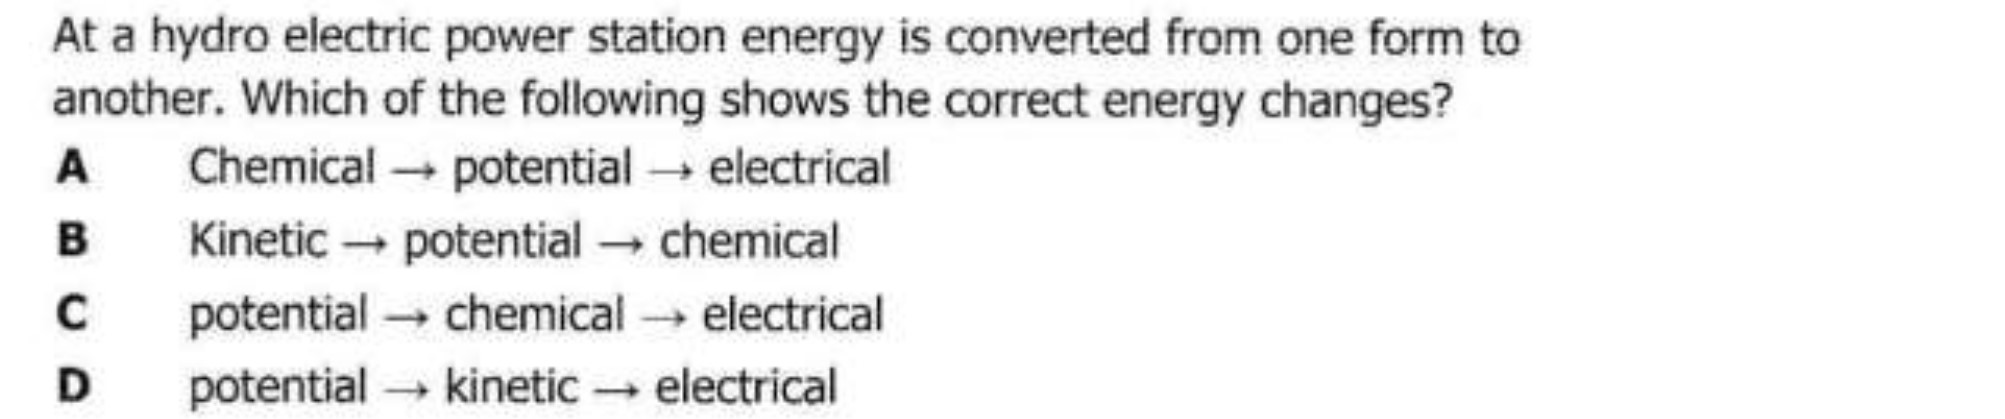 At a hydro electric power station energy is converted from one form to
another. Which of the following shows the correct energy changes?
A Chemical → potential → electrical
B Kinetic → potential → chemical
C potential → chemical → electrical
D potential → kinetic → electrical